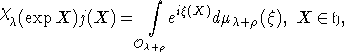 χ_λ(exp X)j(X) = ∫_{𝒪_{λ+ρ}} e^{iξ(X)} dμ_{λ+ρ}(ξ), X ∈ 𝔥,